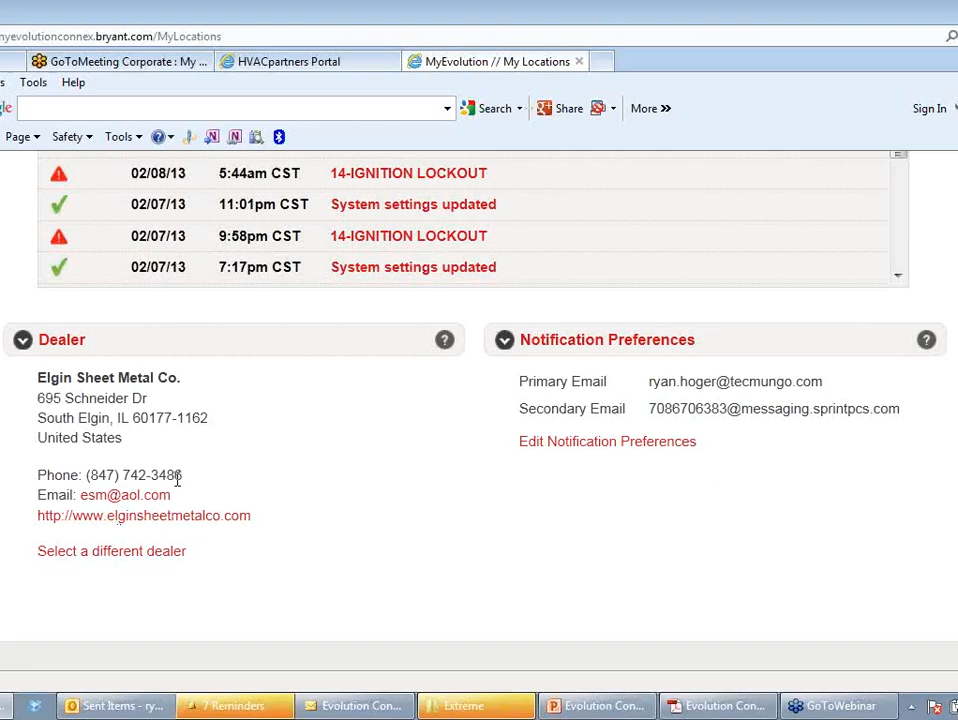 nyevolutionconnex.bryant.com/MyLocations
GoToMeeting Corporate : My ... HVACpartners Portal MyEvolution // My Locations
s Tools Help
gle Search Share More » Sign In
Page Safety Tools
02/08/13 5:44am CST 14-IGNITION LOCKOUT
02/07/13 11:01pm CST System settings updated
02/07/13 9:58pm CST 14-IGNITION LOCKOUT
02/07/13 7:17pm CST System settings updated
Dealer ?
Elgin Sheet Metal Co.
695 Schneider Dr
South Elgin, IL 60177-1162
United States
Phone: (847) 742-3486
Email: esm@aol.com
http://www.elginsheetmetalco.com
Select a different dealer
Notification Preferences ?
Primary Email ryan.hoger@tecmungo.com
Secondary Email 7086706383@messaging.sprintpcs.com
Edit Notification Preferences
... Sent Items - ry... 7 Reminders Evolution Con... Extreme Evolution Con... Evolution Con... GoToWebinar